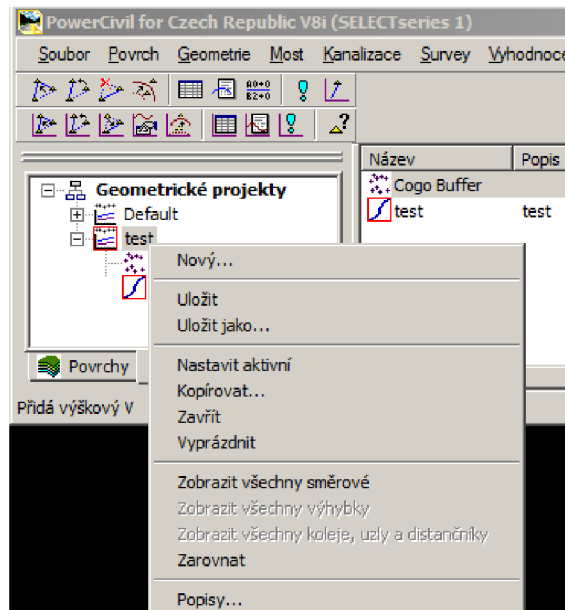 PowerCivil for Czech Republic V8i (SELECTseries 1)
Soubor Povrch Geometrie Most Kanalizace Survey Vyhodnoce
Název Popis
Geometrické projekty
Cogo Buffer
Default
test test
test
Nový...
Uložit
Uložit jako...
Nastavit aktivní
Povrchy
Kopírovat...
Přidá výškový V
Zavřít
Vyprázdnit
Zobrazit všechny směrové
Zobrazit všechny výhybky
Zobrazit všechny koleje, uzly a distančníky
Zarovnat
Popisy...